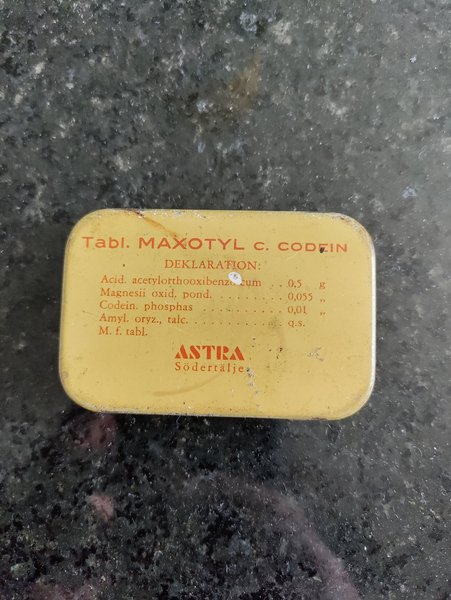 Tabl. MAXOTYL c. CODEIN
DEKLARATION:
Acid. acetylorthooxibenzoicum . . 0,5 g
Magnesii oxid. pond. . . . . . . . . . . 0,055 „
Codein. phosphas . . . . . . . . . . . . 0,01 „
Amyl. oryz., talc. . . . . . . . . . . . . . q.s.
M. f. tabl.
ASTRA
Södertälje